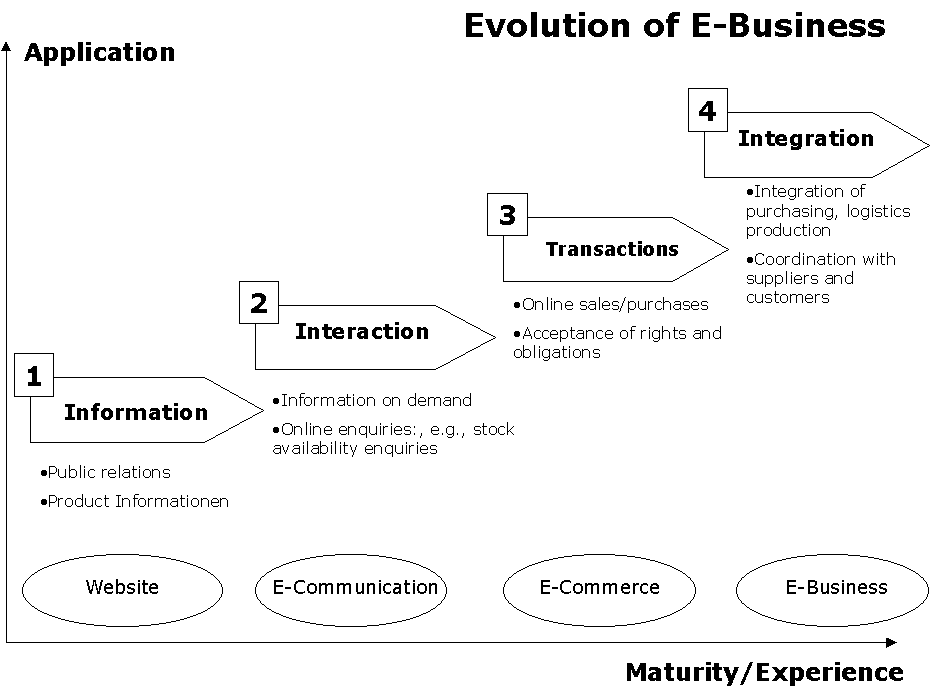 Evolution of E-Business
Application
4
Integration
•Integration of
purchasing, logistics
production
•Coordination with
suppliers and
customers
3
Transactions
•Online sales/purchases
•Acceptance of rights and
obligations
2
Interaction
•Information on demand
•Online enquiries:, e.g., stock
availability enquiries
1
Information
•Public relations
•Product Informationen
Website
E-Communication
E-Commerce
E-Business
Maturity/Experience